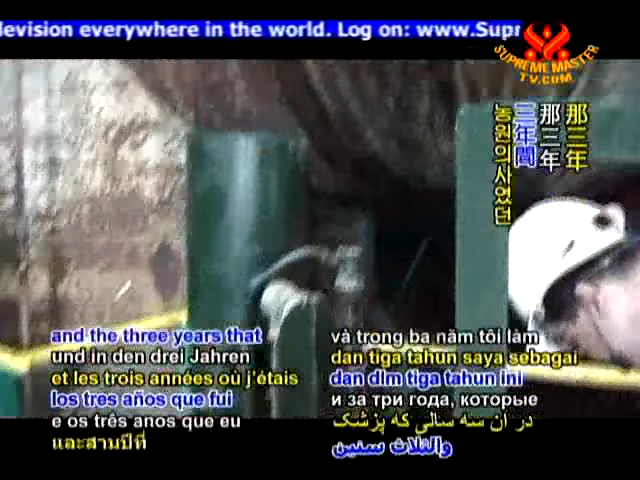 levision everywhere in the world. Log on: www.Supr
SUPREME MASTER
TV.COM
那三年
那三年
三年間
농원의사였던
and the three years that
und in den drei Jahren
et les trois années où j'étais
los tres años que fui
e os três anos que eu
และสามปีที่
và trong ba năm tôi làm
dan tiga tahun saya sebagai
dan dlm tiga tahun ini
и за три года, которые
در آن سه سالی که پزشک
والثلاث سنين